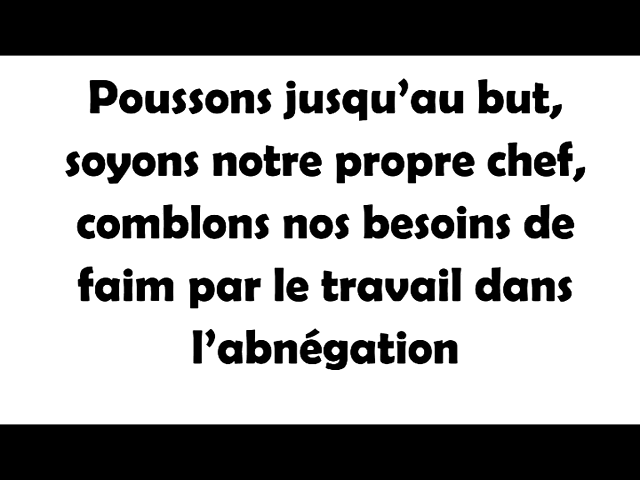 Poussons jusqu’au but,
soyons notre propre chef,
comblons nos besoins de
faim par le travail dans
l’abnégation